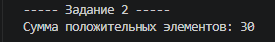 ----- Задание 2 -----
Сумма положительных элементов: 30